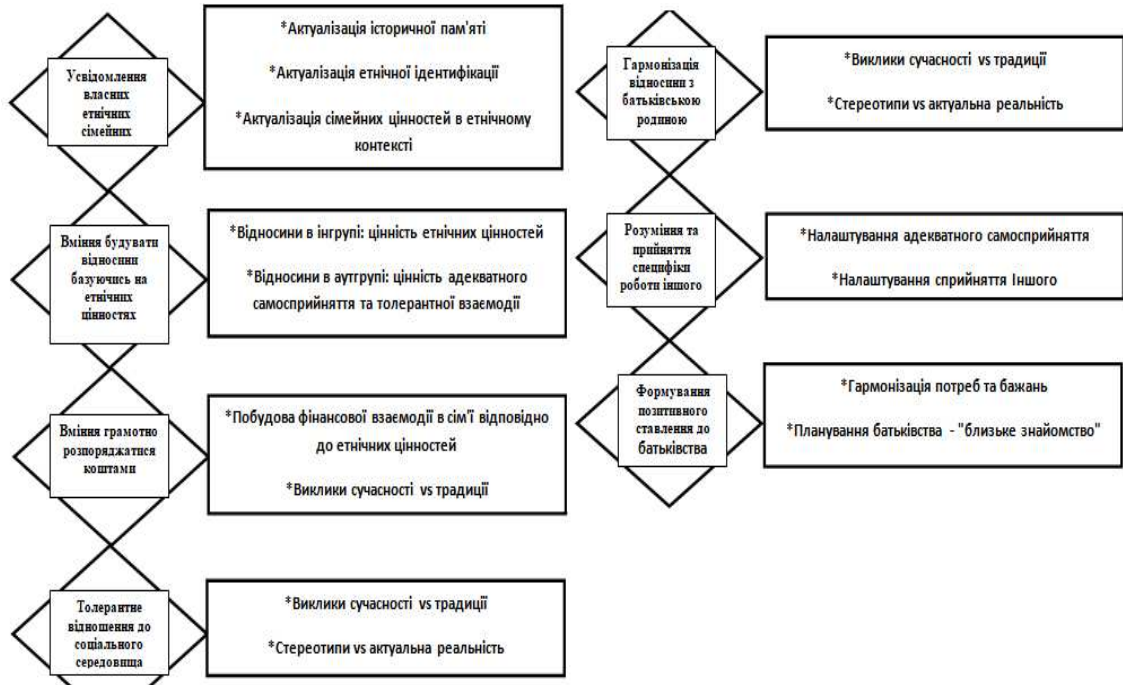 Усвідомлення
власних
етнічних
сімейних
*Актуалізація історичної пам'яті
*Актуалізація етнічної ідентифікації
*Актуалізація сімейних цінностей в етнічному
контексті
Вміння будувати
відносини
базуючись на
етнічних
цінностях
*Відносини в інгрупі: цінність етнічних цінностей
*Відносини в аутгрупі: цінність адекватного
самосприйняття та толерантної взаємодії
Вміння грамотно
розпоряджатися
коштами
*Побудова фінансової взаємодії в сім'ї відповідно
до етнічних цінностей
*Виклики сучасності vs традиції
Толерантне
відношення до
соціального
середовища
*Виклики сучасності vs традиції
*Стереотипи vs актуальна реальність
Гармонізація
відносини з
батьківською
родиною
*Виклики сучасності vs традиції
*Стереотипи vs актуальна реальність
Розуміння та
прийняття
специфіки
роботи іншого
*Налаштування адекватного самосприйняття
*Налаштування сприйняття Іншого
Формування
позитивного
ставлення до
батьківства
*Гармонізація потреб та бажань
*Планування батьківства - "близьке знайомство"